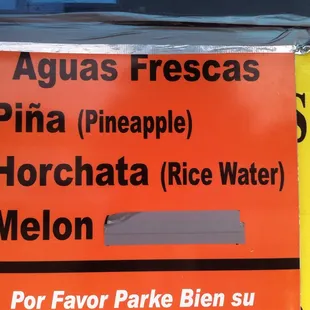 Aguas Frescas
Piña (Pineapple)
Horchata (Rice Water)
Melon
Por Favor Parke Bien su